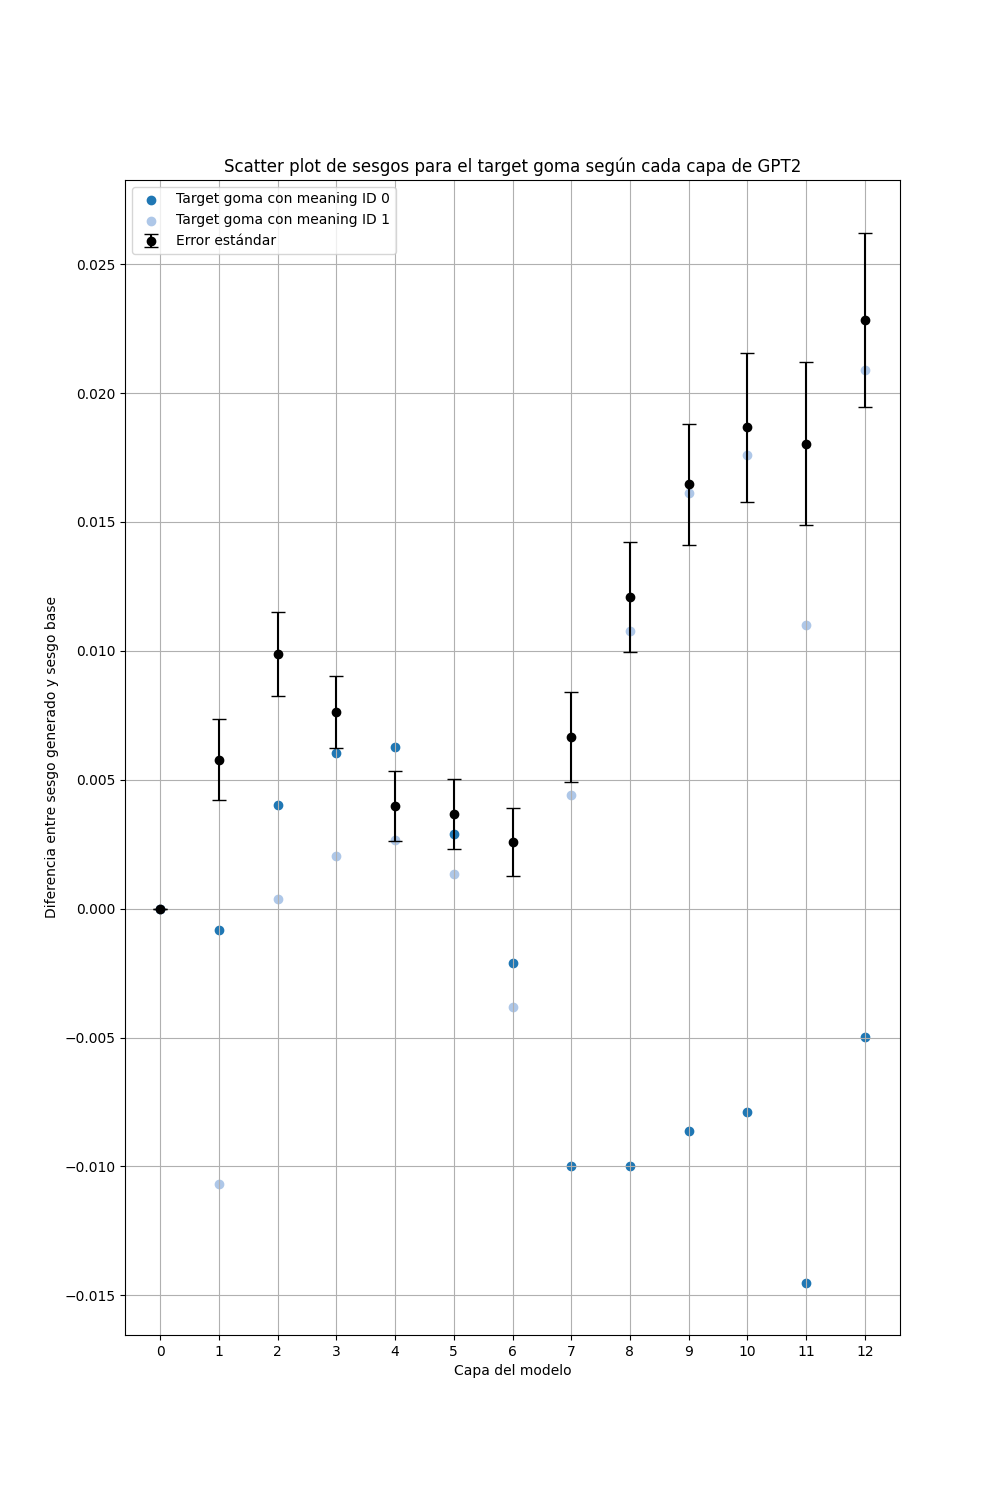 Scatter plot de sesgos para el target goma según cada capa de GPT2
Target goma con meaning ID 0
Target goma con meaning ID 1
Error estándar
0.025
0.020
0.015
0.010
0.005
0.000
−0.005
−0.010
−0.015
Diferencia entre sesgo generado y sesgo base
0 1 2 3 4 5 6 7 8 9 10 11 12
Capa del modelo